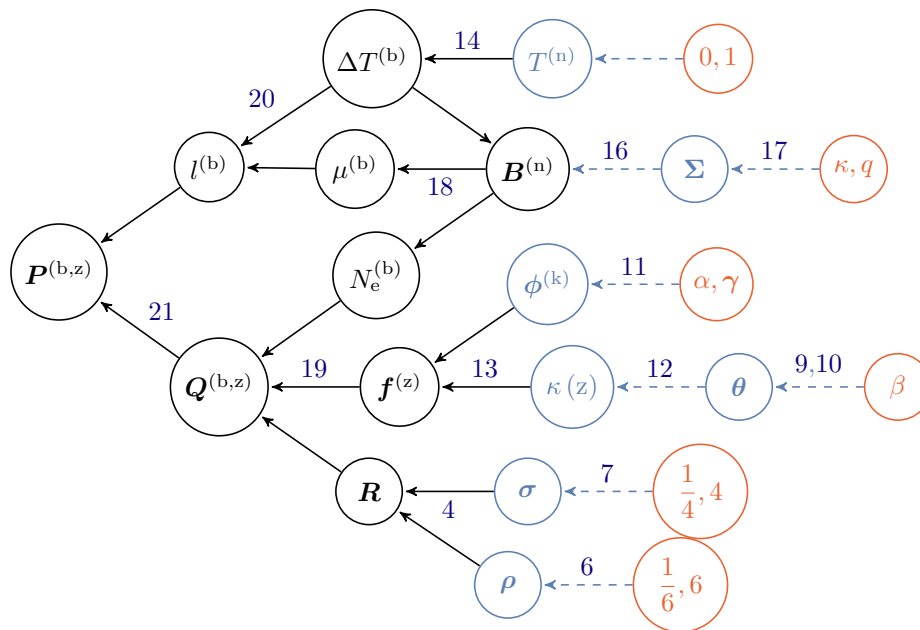 14
ΔT^(b)
T^(n)
0, 1
20
16
17
l^(b)
μ^(b)
B^(n)
Σ
κ, q
18
P^(b,z)
N_e^(b)
ϕ^(k)
11
α, γ
21
19
13
12
9,10
Q^(b,z)
f^(z)
κ (z)
θ
β
7
R
σ
1/4, 4
4
6
ρ
1/6, 6